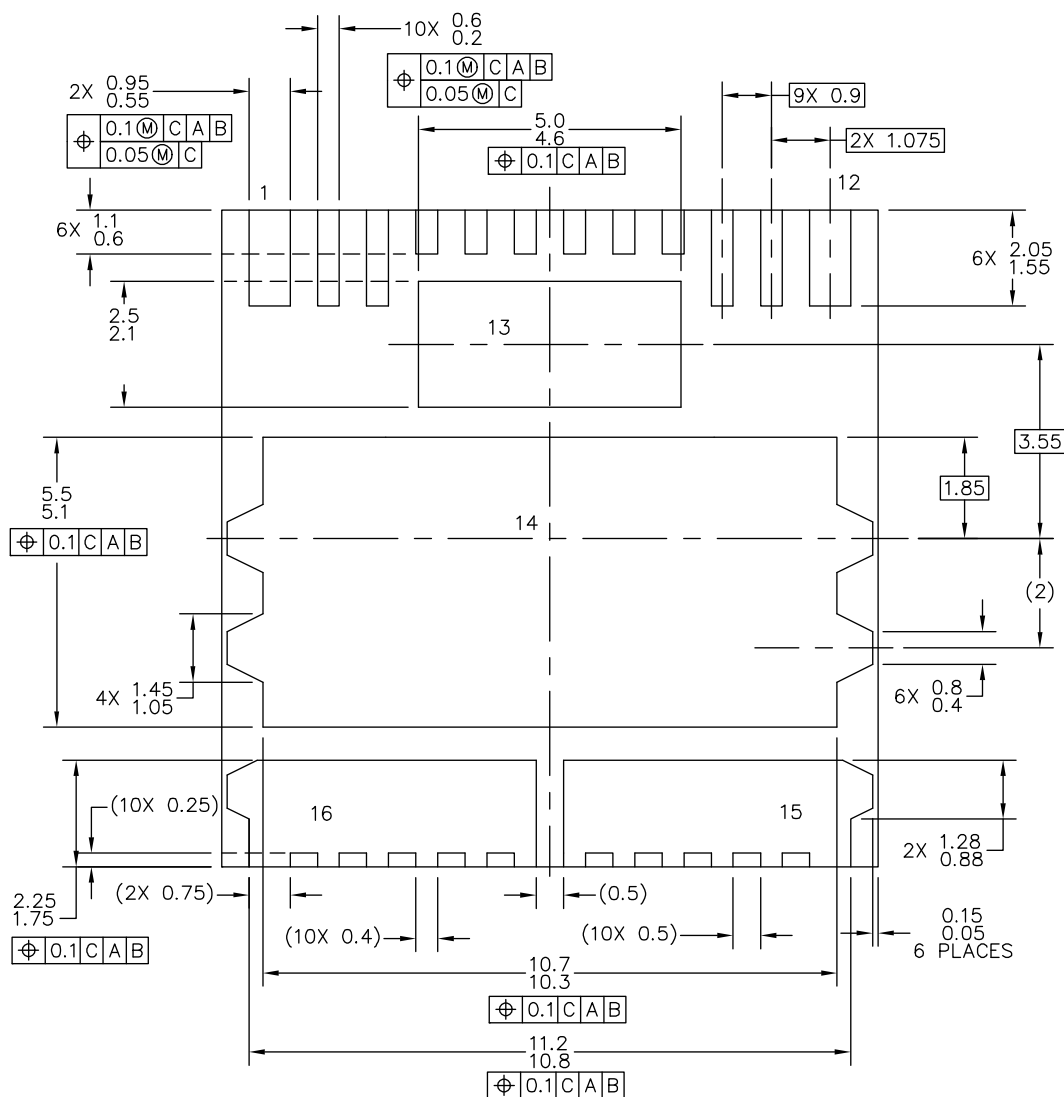 10X 0.6
0.2
⌖ 0.1 Ⓜ C A B
0.05 Ⓜ C
2X 0.95
0.55
⌖ 0.1 Ⓜ C A B
0.05 Ⓜ C
9X 0.9
5.0
4.6
⌖ 0.1 C A B
2X 1.075
1
12
6X 1.1
0.6
6X 2.05
1.55
2.5
2.1
13
3.55
1.85
5.5
5.1
⌖ 0.1 C A B
14
(2)
4X 1.45
1.05
6X 0.8
0.4
(10X 0.25)
16
15
2X 1.28
0.88
2.25
1.75
⌖ 0.1 C A B
(2X 0.75)
(0.5)
(10X 0.4)
(10X 0.5)
0.15
0.05
6 PLACES
10.7
10.3
⌖ 0.1 C A B
11.2
10.8
⌖ 0.1 C A B